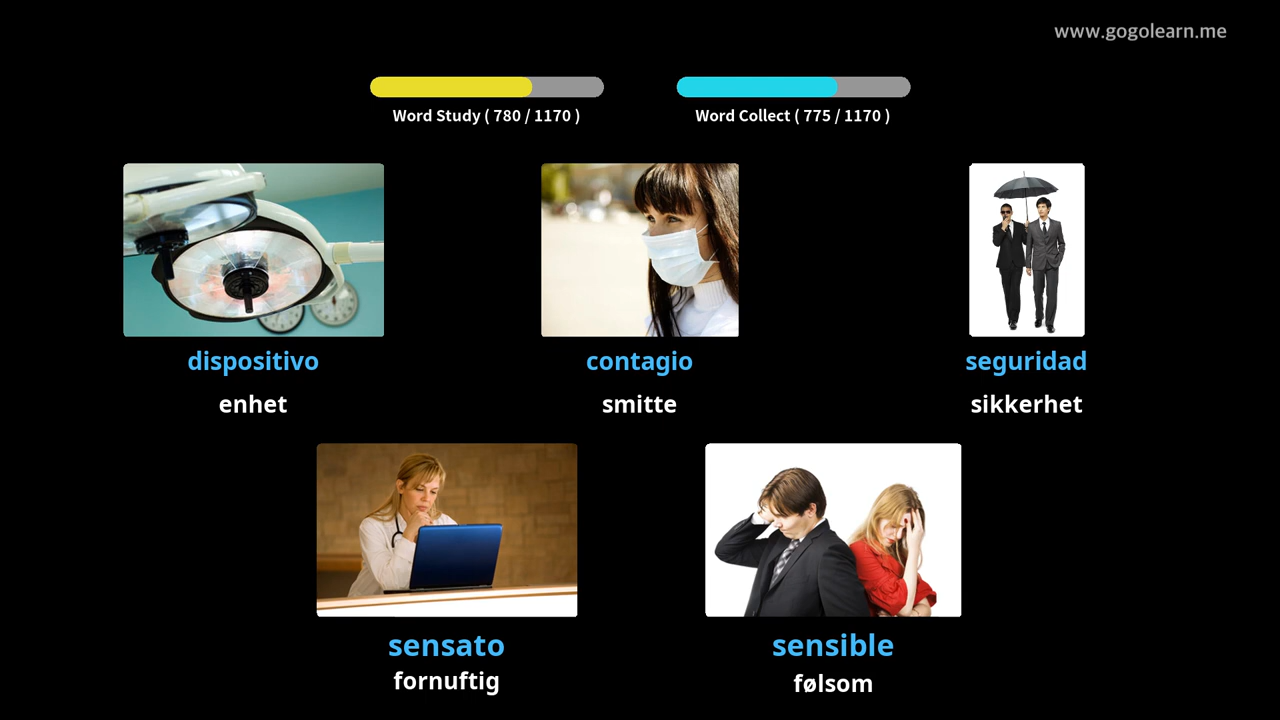 www.gogolearn.me
Word Study ( 780 / 1170 )
Word Collect ( 775 / 1170 )
dispositivo
contagio
seguridad
enhet
smitte
sikkerhet
sensato
sensible
fornuftig
følsom